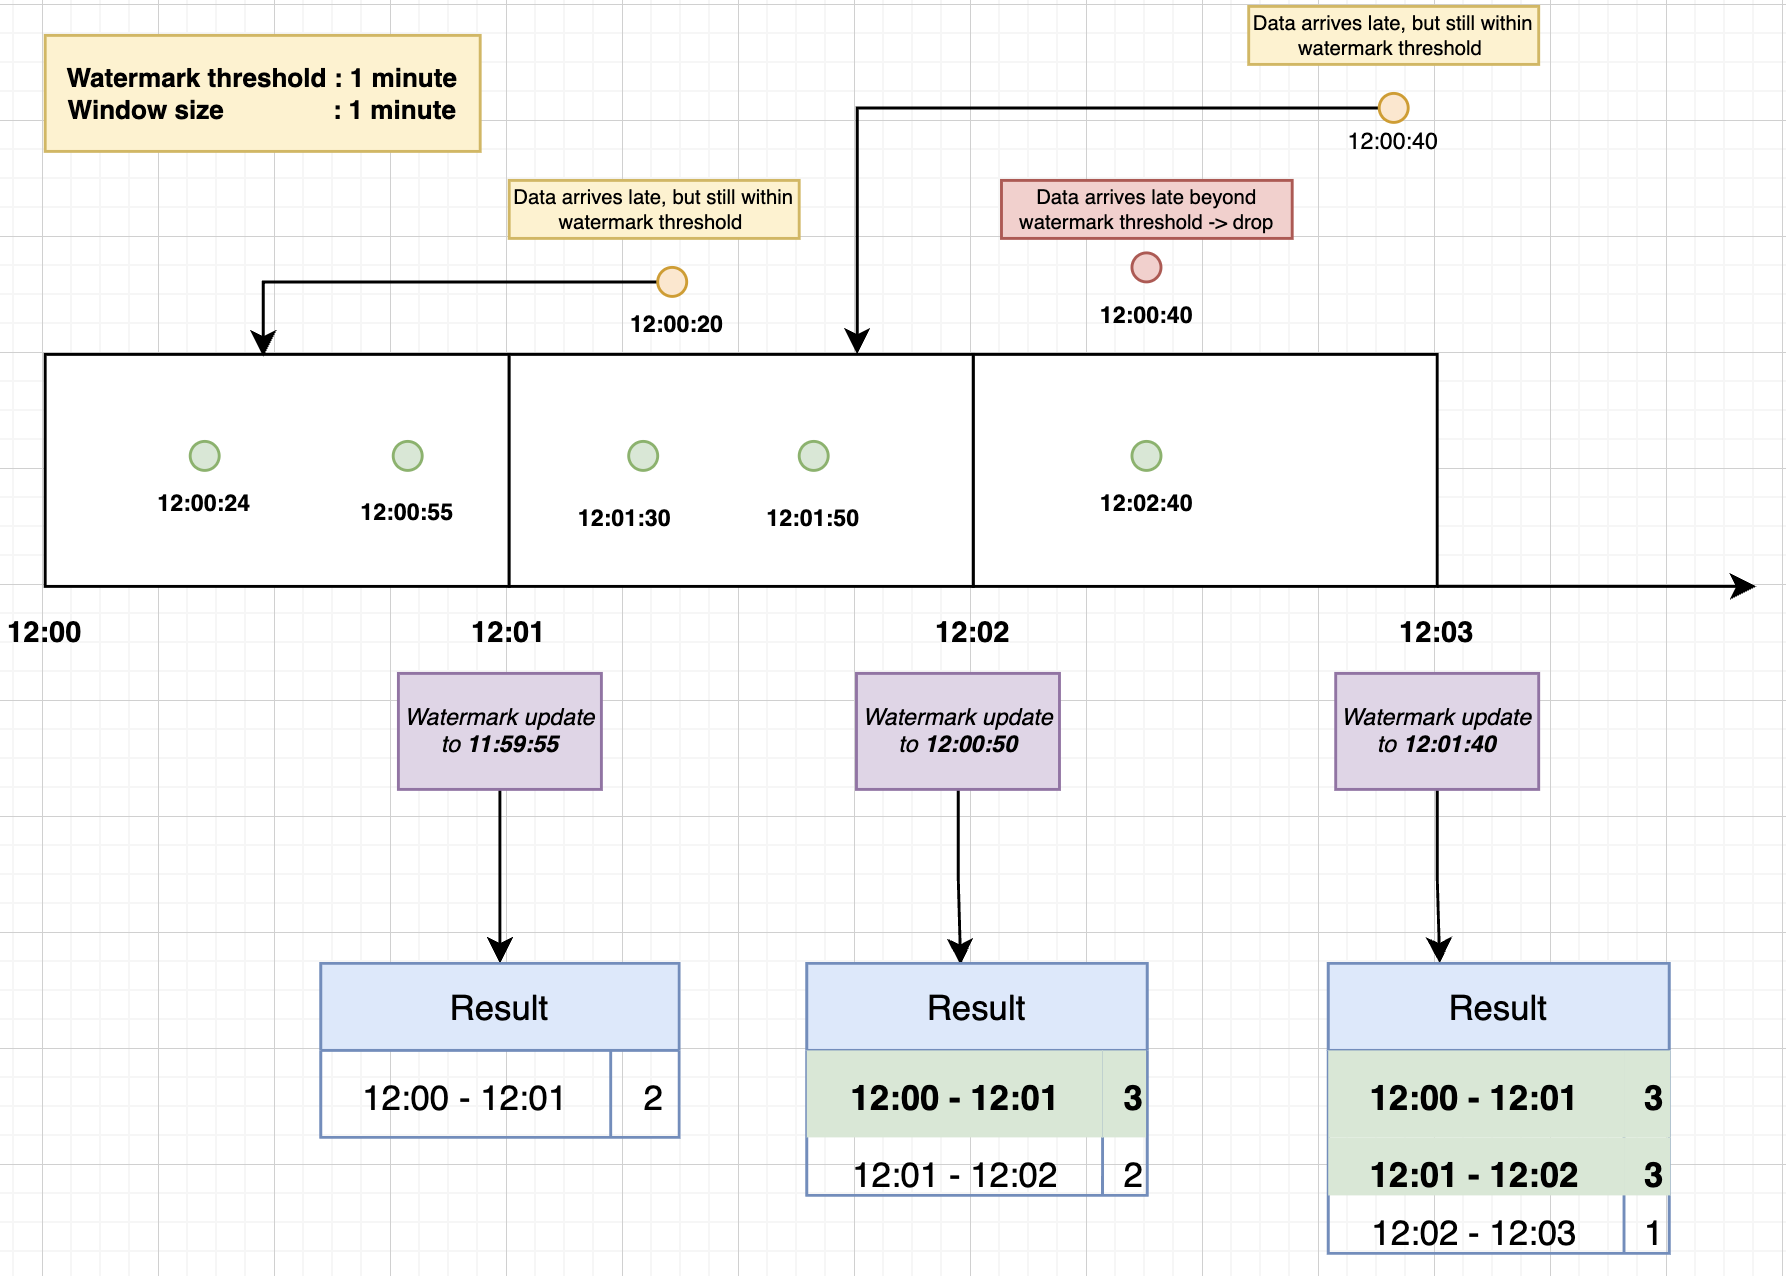 Data arrives late, but still within
watermark threshold
Watermark threshold : 1 minute
Window size : 1 minute
12:00:40
Data arrives late, but still within
watermark threshold
Data arrives late beyond
watermark threshold -> drop
12:00:20
12:00:40
12:00:24
12:00:55
12:01:30
12:01:50
12:02:40
12:00
12:01
12:02
12:03
Watermark update
to 11:59:55
Watermark update
to 12:00:50
Watermark update
to 12:01:40
Result
12:00 - 12:01 2
Result
12:00 - 12:01 3
12:01 - 12:02 2
Result
12:00 - 12:01 3
12:01 - 12:02 3
12:02 - 12:03 1